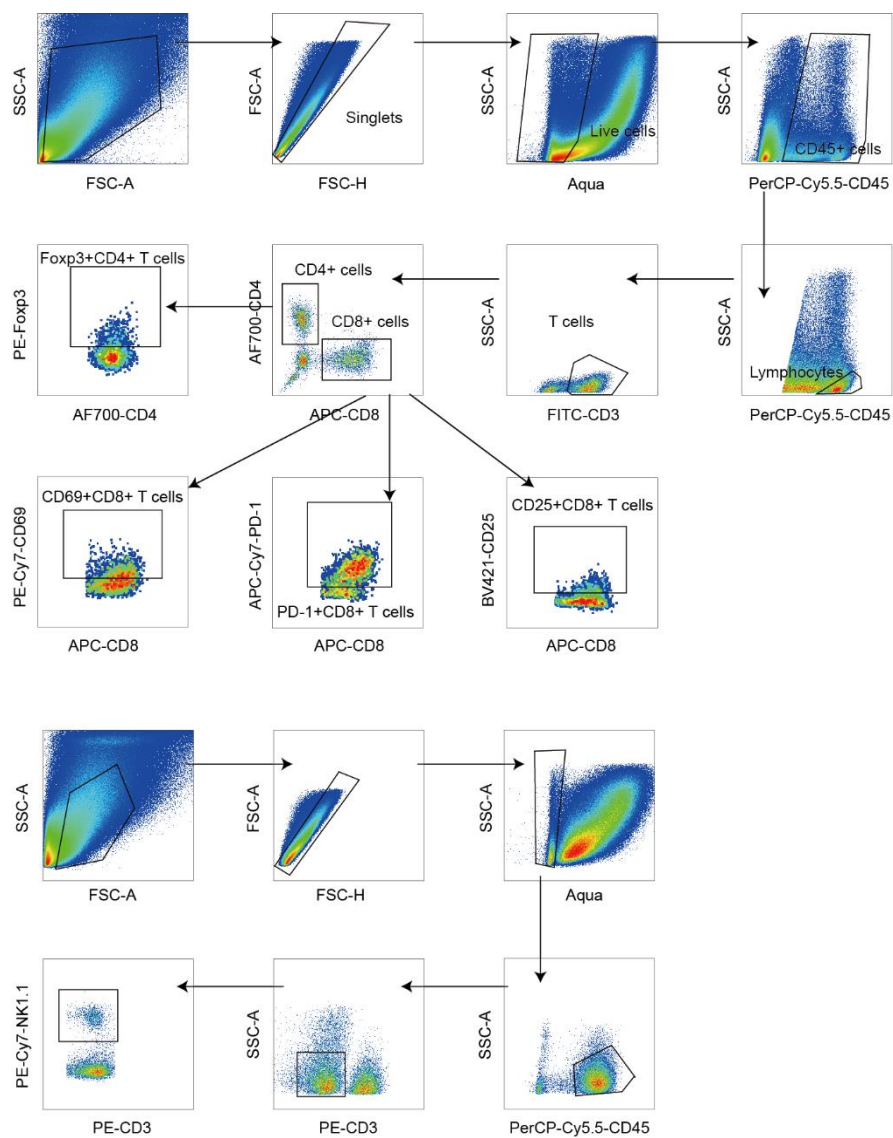 SSC-A
FSC-A
FSC-A
Singlets
FSC-H
SSC-A
Live cells
Aqua
SSC-A
CD45+ cells
PerCP-Cy5.5-CD45
PE-Foxp3
Foxp3+CD4+ T cells
AF700-CD4
AF700-CD4
CD4+ cells
CD8+ cells
APC-CD8
SSC-A
T cells
FITC-CD3
SSC-A
Lymphocytes
PerCP-Cy5.5-CD45
PE-Cy7-CD69
CD69+CD8+ T cells
APC-CD8
APC-Cy7-PD-1
PD-1+CD8+ T cells
APC-CD8
BV421-CD25
CD25+CD8+ T cells
APC-CD8
SSC-A
FSC-A
FSC-A
FSC-H
SSC-A
Aqua
PE-Cy7-NK1.1
PE-CD3
SSC-A
PE-CD3
SSC-A
PerCP-Cy5.5-CD45